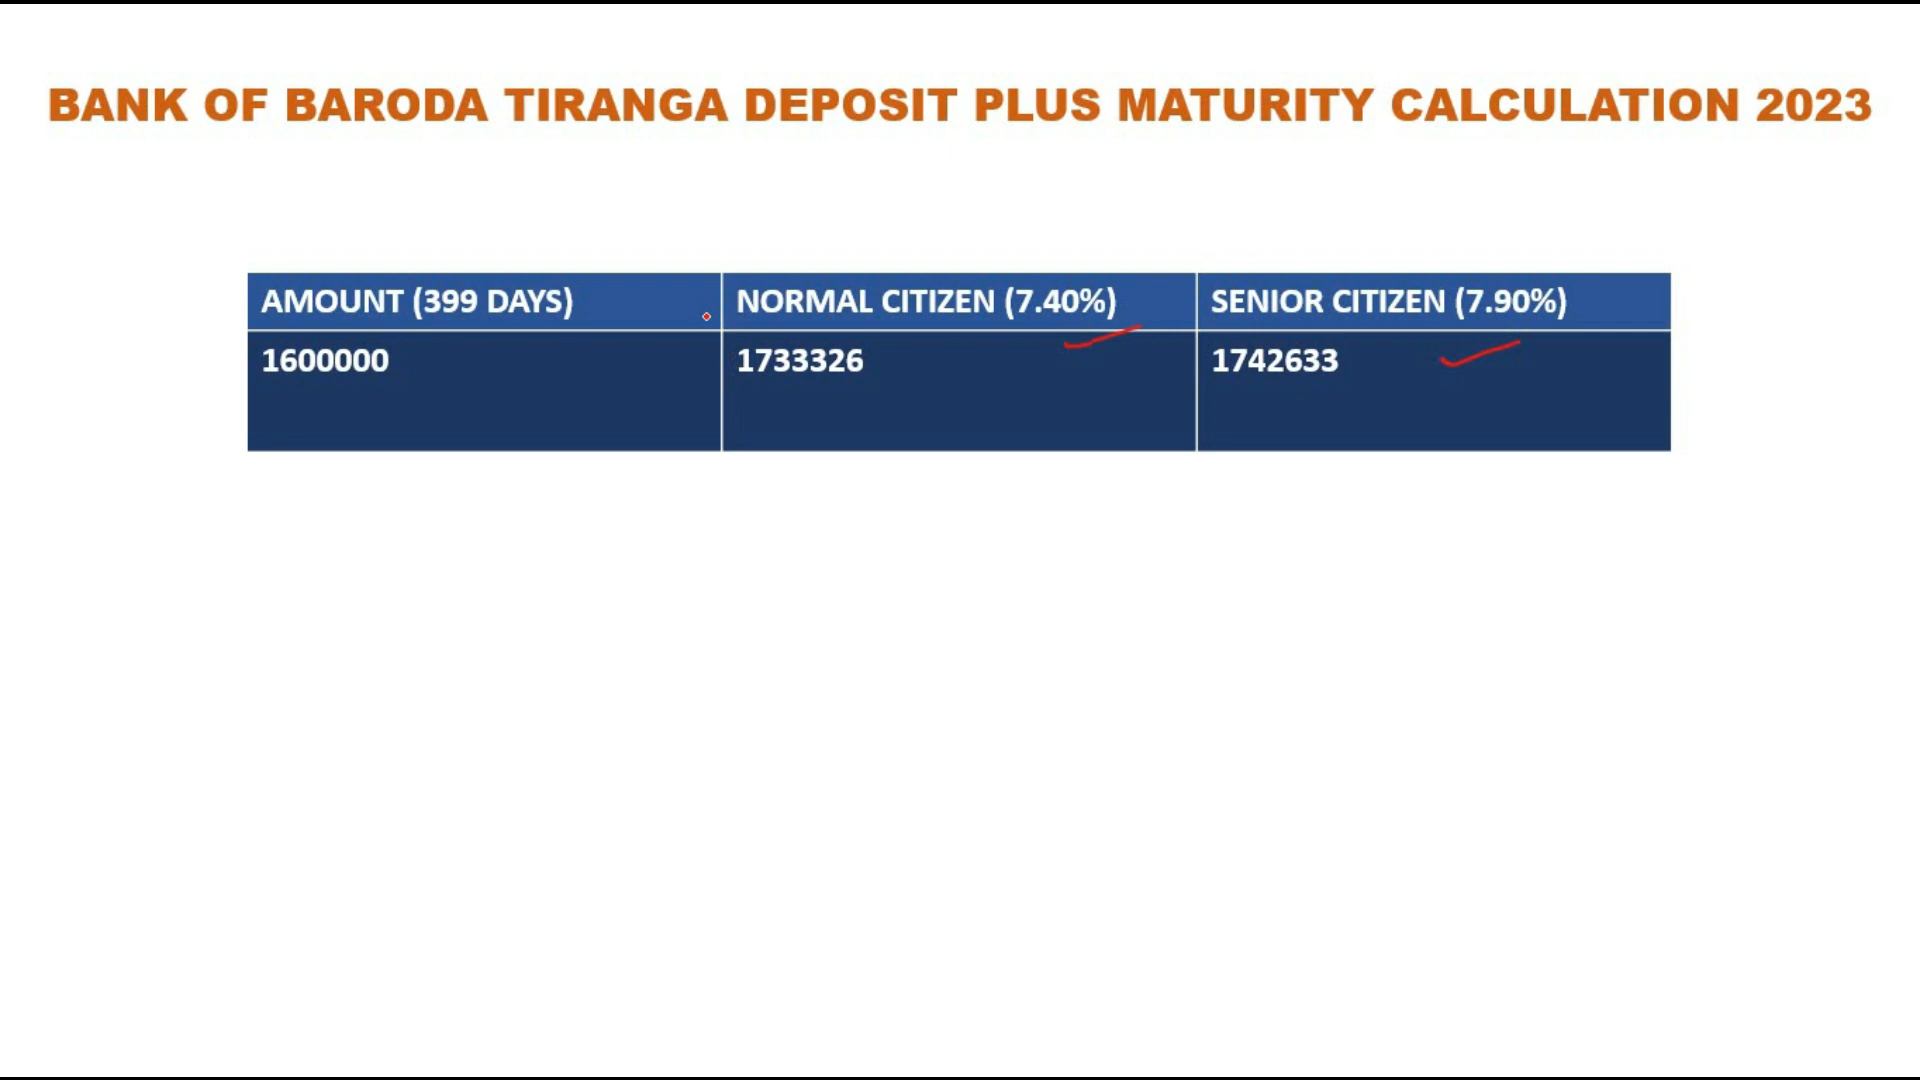 BANK OF BARODA TIRANGA DEPOSIT PLUS MATURITY CALCULATION 2023
AMOUNT (399 DAYS) NORMAL CITIZEN (7.40%) SENIOR CITIZEN (7.90%)
1600000 1733326 1742633